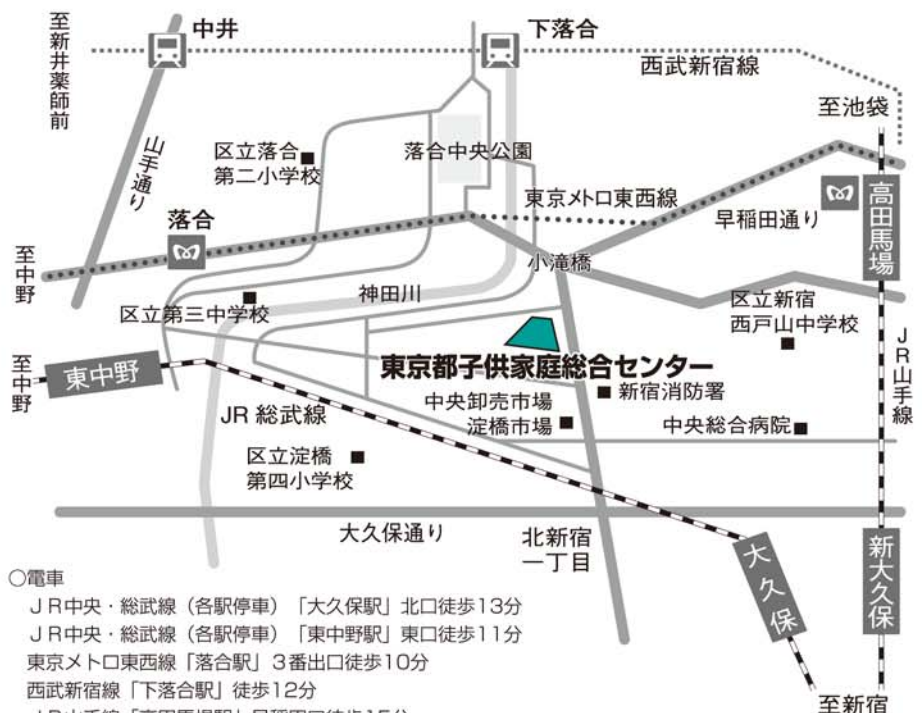 至新井薬師前
中井
下落合
西武新宿線
至池袋
山手通り
区立落合
第二小学校
落合中央公園
東京メトロ東西線
早稲田通り
高田馬場
落合
至中野
小滝橋
神田川
区立第三中学校
区立新宿
西戸山中学校
JR山手線
至中野
東中野
東京都子供家庭総合センター
新宿消防署
中央卸売市場
淀橋市場
中央総合病院
JR総武線
区立淀橋
第四小学校
大久保通り
北新宿
一丁目
大久保
新大久保
至新宿
○電車
ＪＲ中央・総武線（各駅停車）「大久保駅」北口徒歩13分
ＪＲ中央・総武線（各駅停車）「東中野駅」東口徒歩11分
東京メトロ東西線「落合駅」３番出口徒歩10分
西武新宿線「下落合駅」徒歩12分